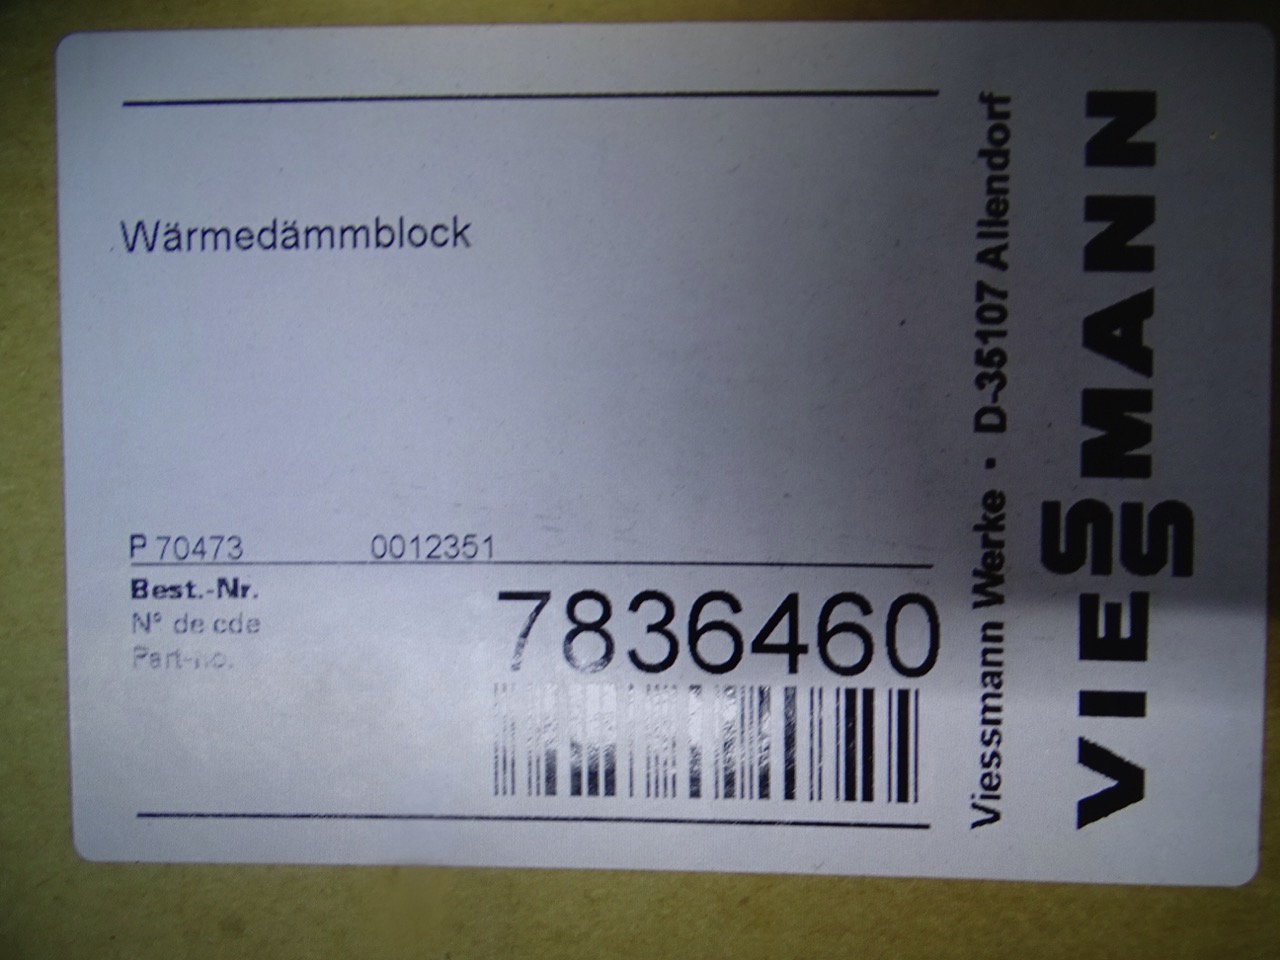 Wärmedämmblock
P 70473 0012351
Best.-Nr.
N° de cde
Part-no.
7836460
Viessmann Werke · D-35107 Allendorf
VIESSMANN